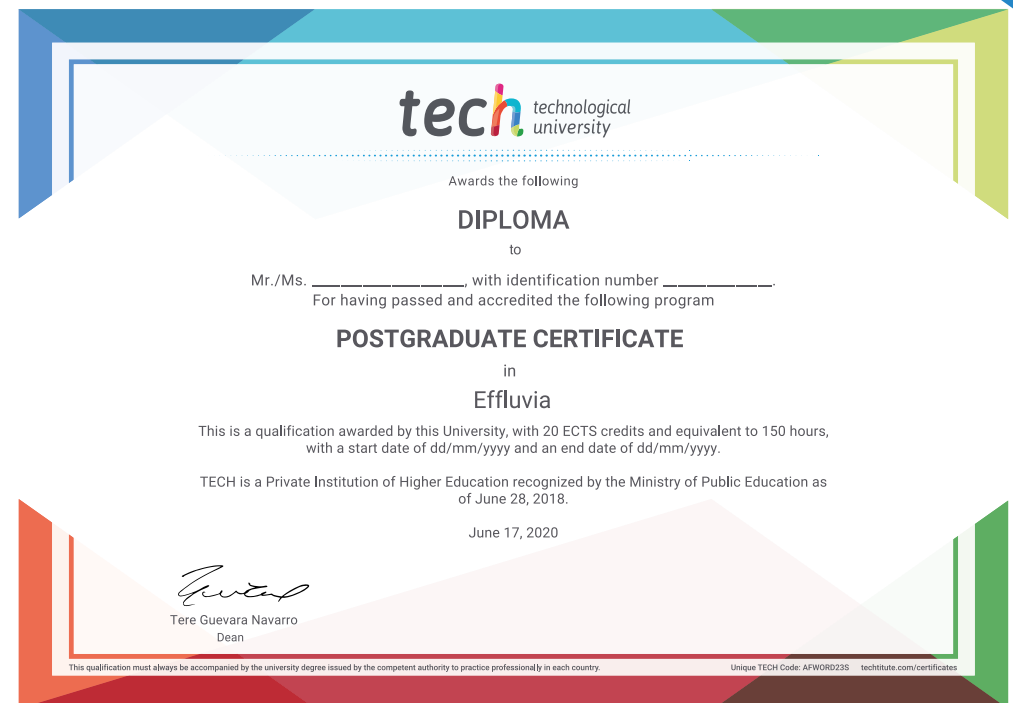 tech technological
university
Awards the following
DIPLOMA
to
Mr./Ms. ___________________, with identification number ______________.
For having passed and accredited the following program
POSTGRADUATE CERTIFICATE
in
Effluvia
This is a qualification awarded by this University, with 20 ECTS credits and equivalent to 150 hours,
with a start date of dd/mm/yyyy and an end date of dd/mm/yyyy.
TECH is a Private Institution of Higher Education recognized by the Ministry of Public Education as
of June 28, 2018.
June 17, 2020
Tere Guevara Navarro
Dean
This qualification must always be accompanied by the university degree issued by the competent authority to practice professionally in each country.
Unique TECH Code: AFWORD23S techtitute.com/certificates